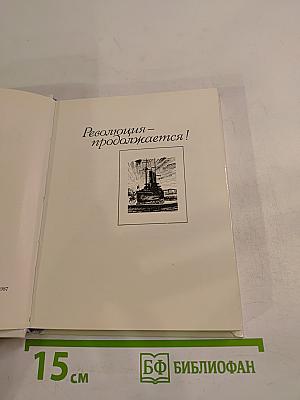 Революция –
продолжается!
15 см
БФ БИБЛИОФАН